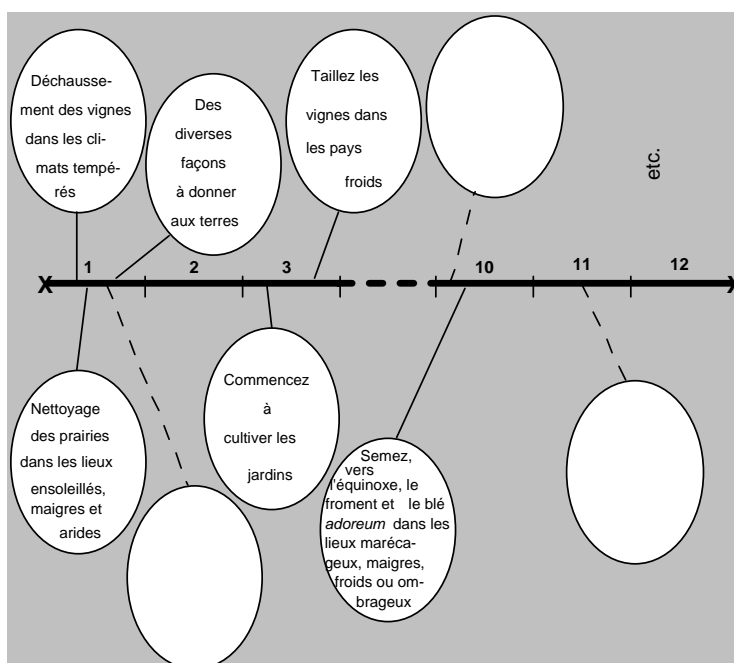 Déchausse-
ment des vignes
dans les cli-
mats tempé-
rés
Des
diverses
façons
à donner
aux terres
Taillez les
vignes dans
les pays
froids
etc.
X 1 2 3 10 11 12 X
Nettoyage
des prairies
dans les lieux
ensoleillés,
maigres et
arides
Commencez
à
cultiver les
jardins
Semez,
vers
l'équinoxe, le
froment et le blé
adoreum dans les
lieux maréca-
geux, maigres,
froids ou om-
brageux